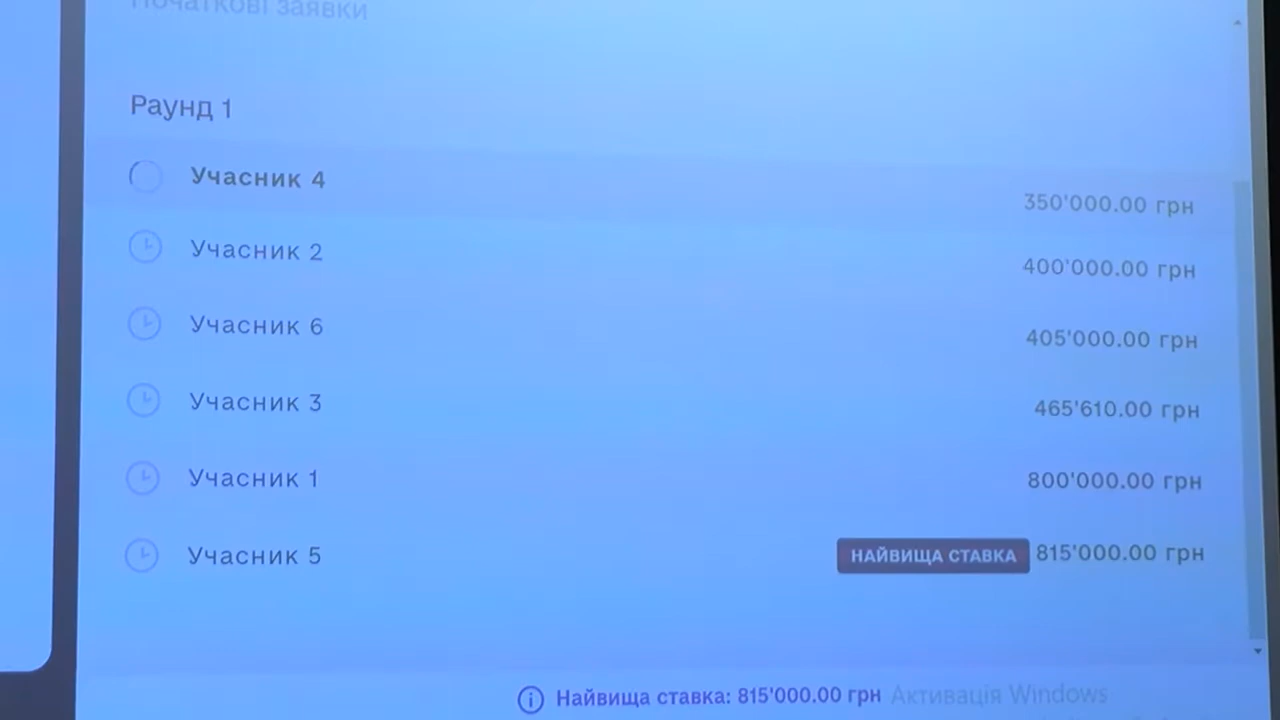 Початкові заявки
Раунд 1
Учасник 4 350'000.00 грн
Учасник 2 400'000.00 грн
Учасник 6 405'000.00 грн
Учасник 3 465'610.00 грн
Учасник 1 800'000.00 грн
Учасник 5 НАЙВИЩА СТАВКА 815'000.00 грн
Найвища ставка: 815'000.00 грн Активація Windows